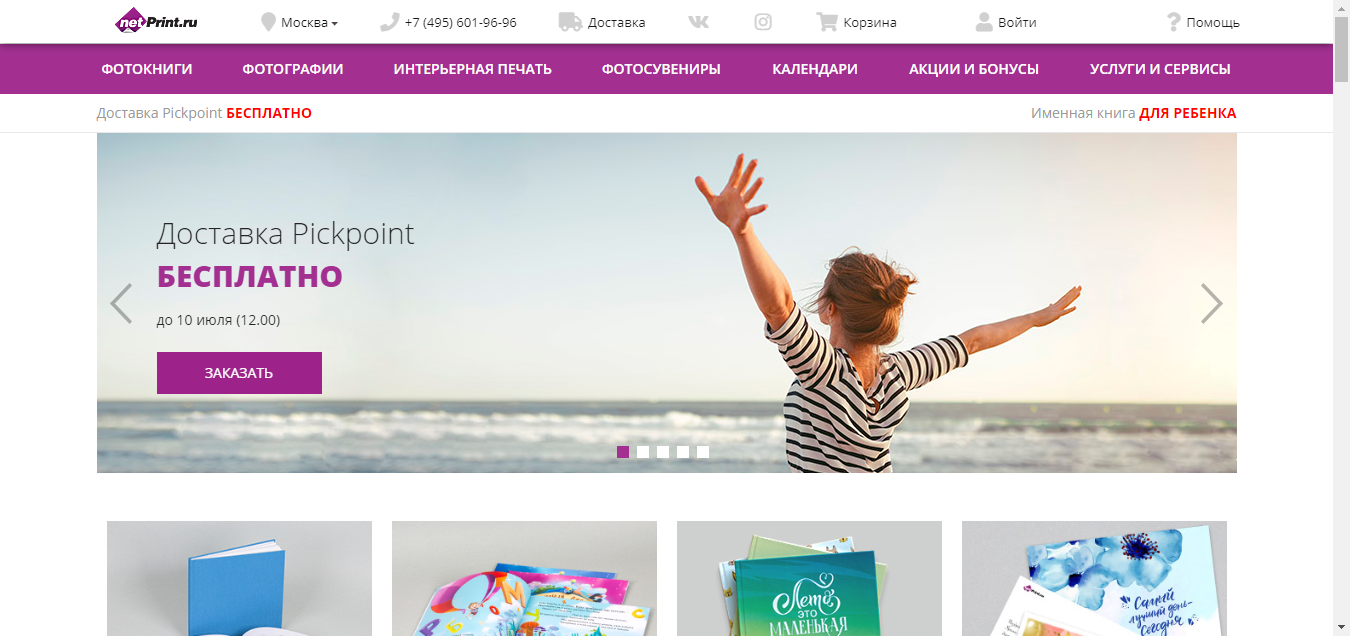 netPrint.ru
Москва
+7 (495) 601-96-96
Доставка
Корзина
Войти
Помощь
ФОТОКНИГИ
ФОТОГРАФИИ
ИНТЕРЬЕРНАЯ ПЕЧАТЬ
ФОТОСУВЕНИРЫ
КАЛЕНДАРИ
АКЦИИ И БОНУСЫ
УСЛУГИ И СЕРВИСЫ
Доставка Pickpoint БЕСПЛАТНО
Именная книга ДЛЯ РЕБЕНКА
Доставка Pickpoint
БЕСПЛАТНО
до 10 июля (12.00)
ЗАКАЗАТЬ
Лето
ЭТО
МАЛЕНЬКАЯ
Самый
лучший день-
Сегодня